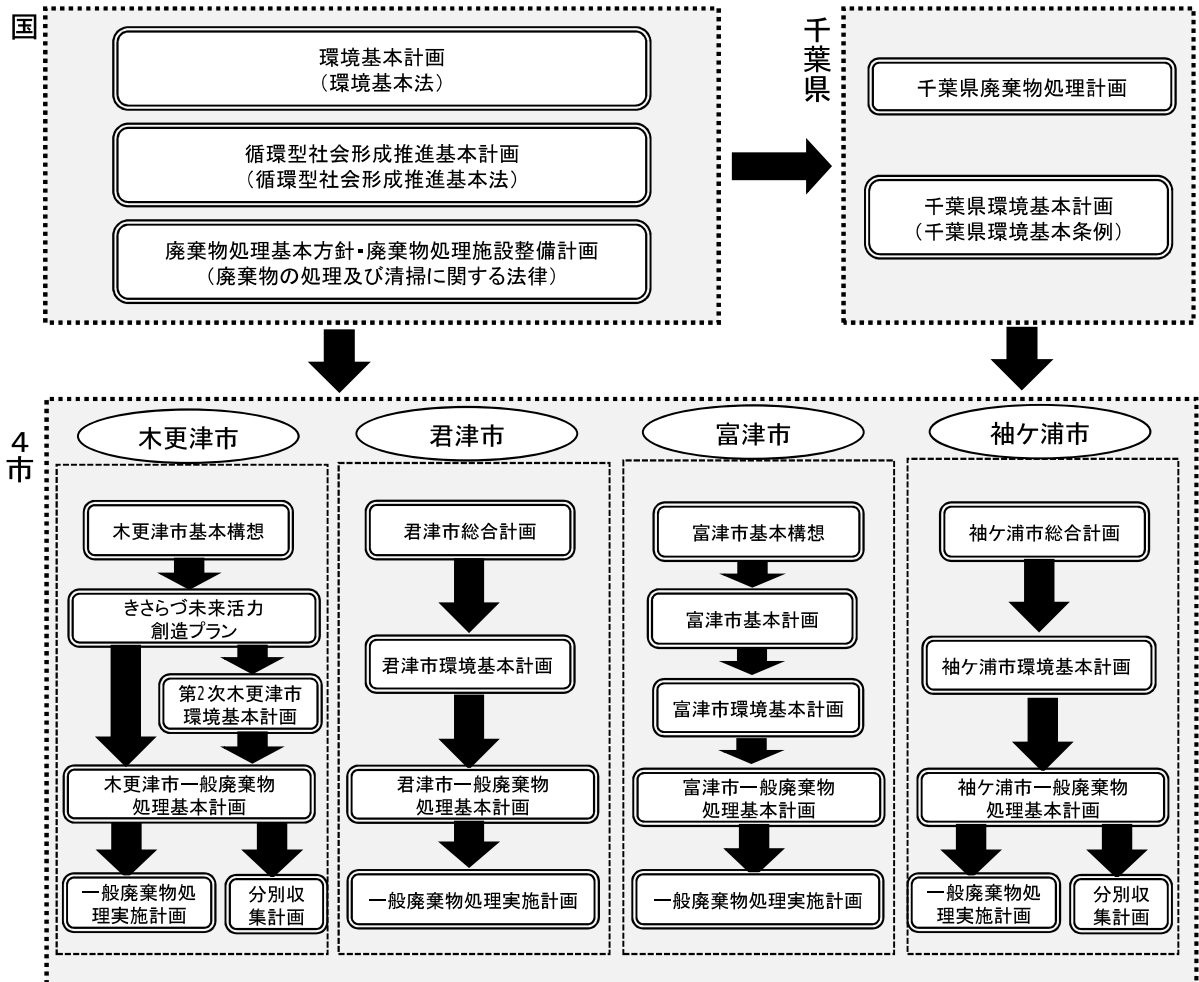 国
環境基本計画
（環境基本法）
循環型社会形成推進基本計画
（循環型社会形成推進基本法）
廃棄物処理基本方針・廃棄物処理施設整備計画
（廃棄物の処理及び清掃に関する法律）
千葉県
千葉県廃棄物処理計画
千葉県環境基本計画
（千葉県環境基本条例）
4市
木更津市
木更津市基本構想
きさらづ未来活力
創造プラン
第2次木更津市
環境基本計画
木更津市一般廃棄物
処理基本計画
一般廃棄物処
理実施計画
分別収
集計画
君津市
君津市総合計画
君津市環境基本計画
君津市一般廃棄物
処理基本計画
一般廃棄物処理実施計画
富津市
富津市基本構想
富津市基本計画
富津市環境基本計画
富津市一般廃棄物
処理基本計画
一般廃棄物処理実施計画
袖ケ浦市
袖ケ浦市総合計画
袖ケ浦市環境基本計画
袖ケ浦市一般廃棄物
処理基本計画
一般廃棄物処
理実施計画
分別収
集計画